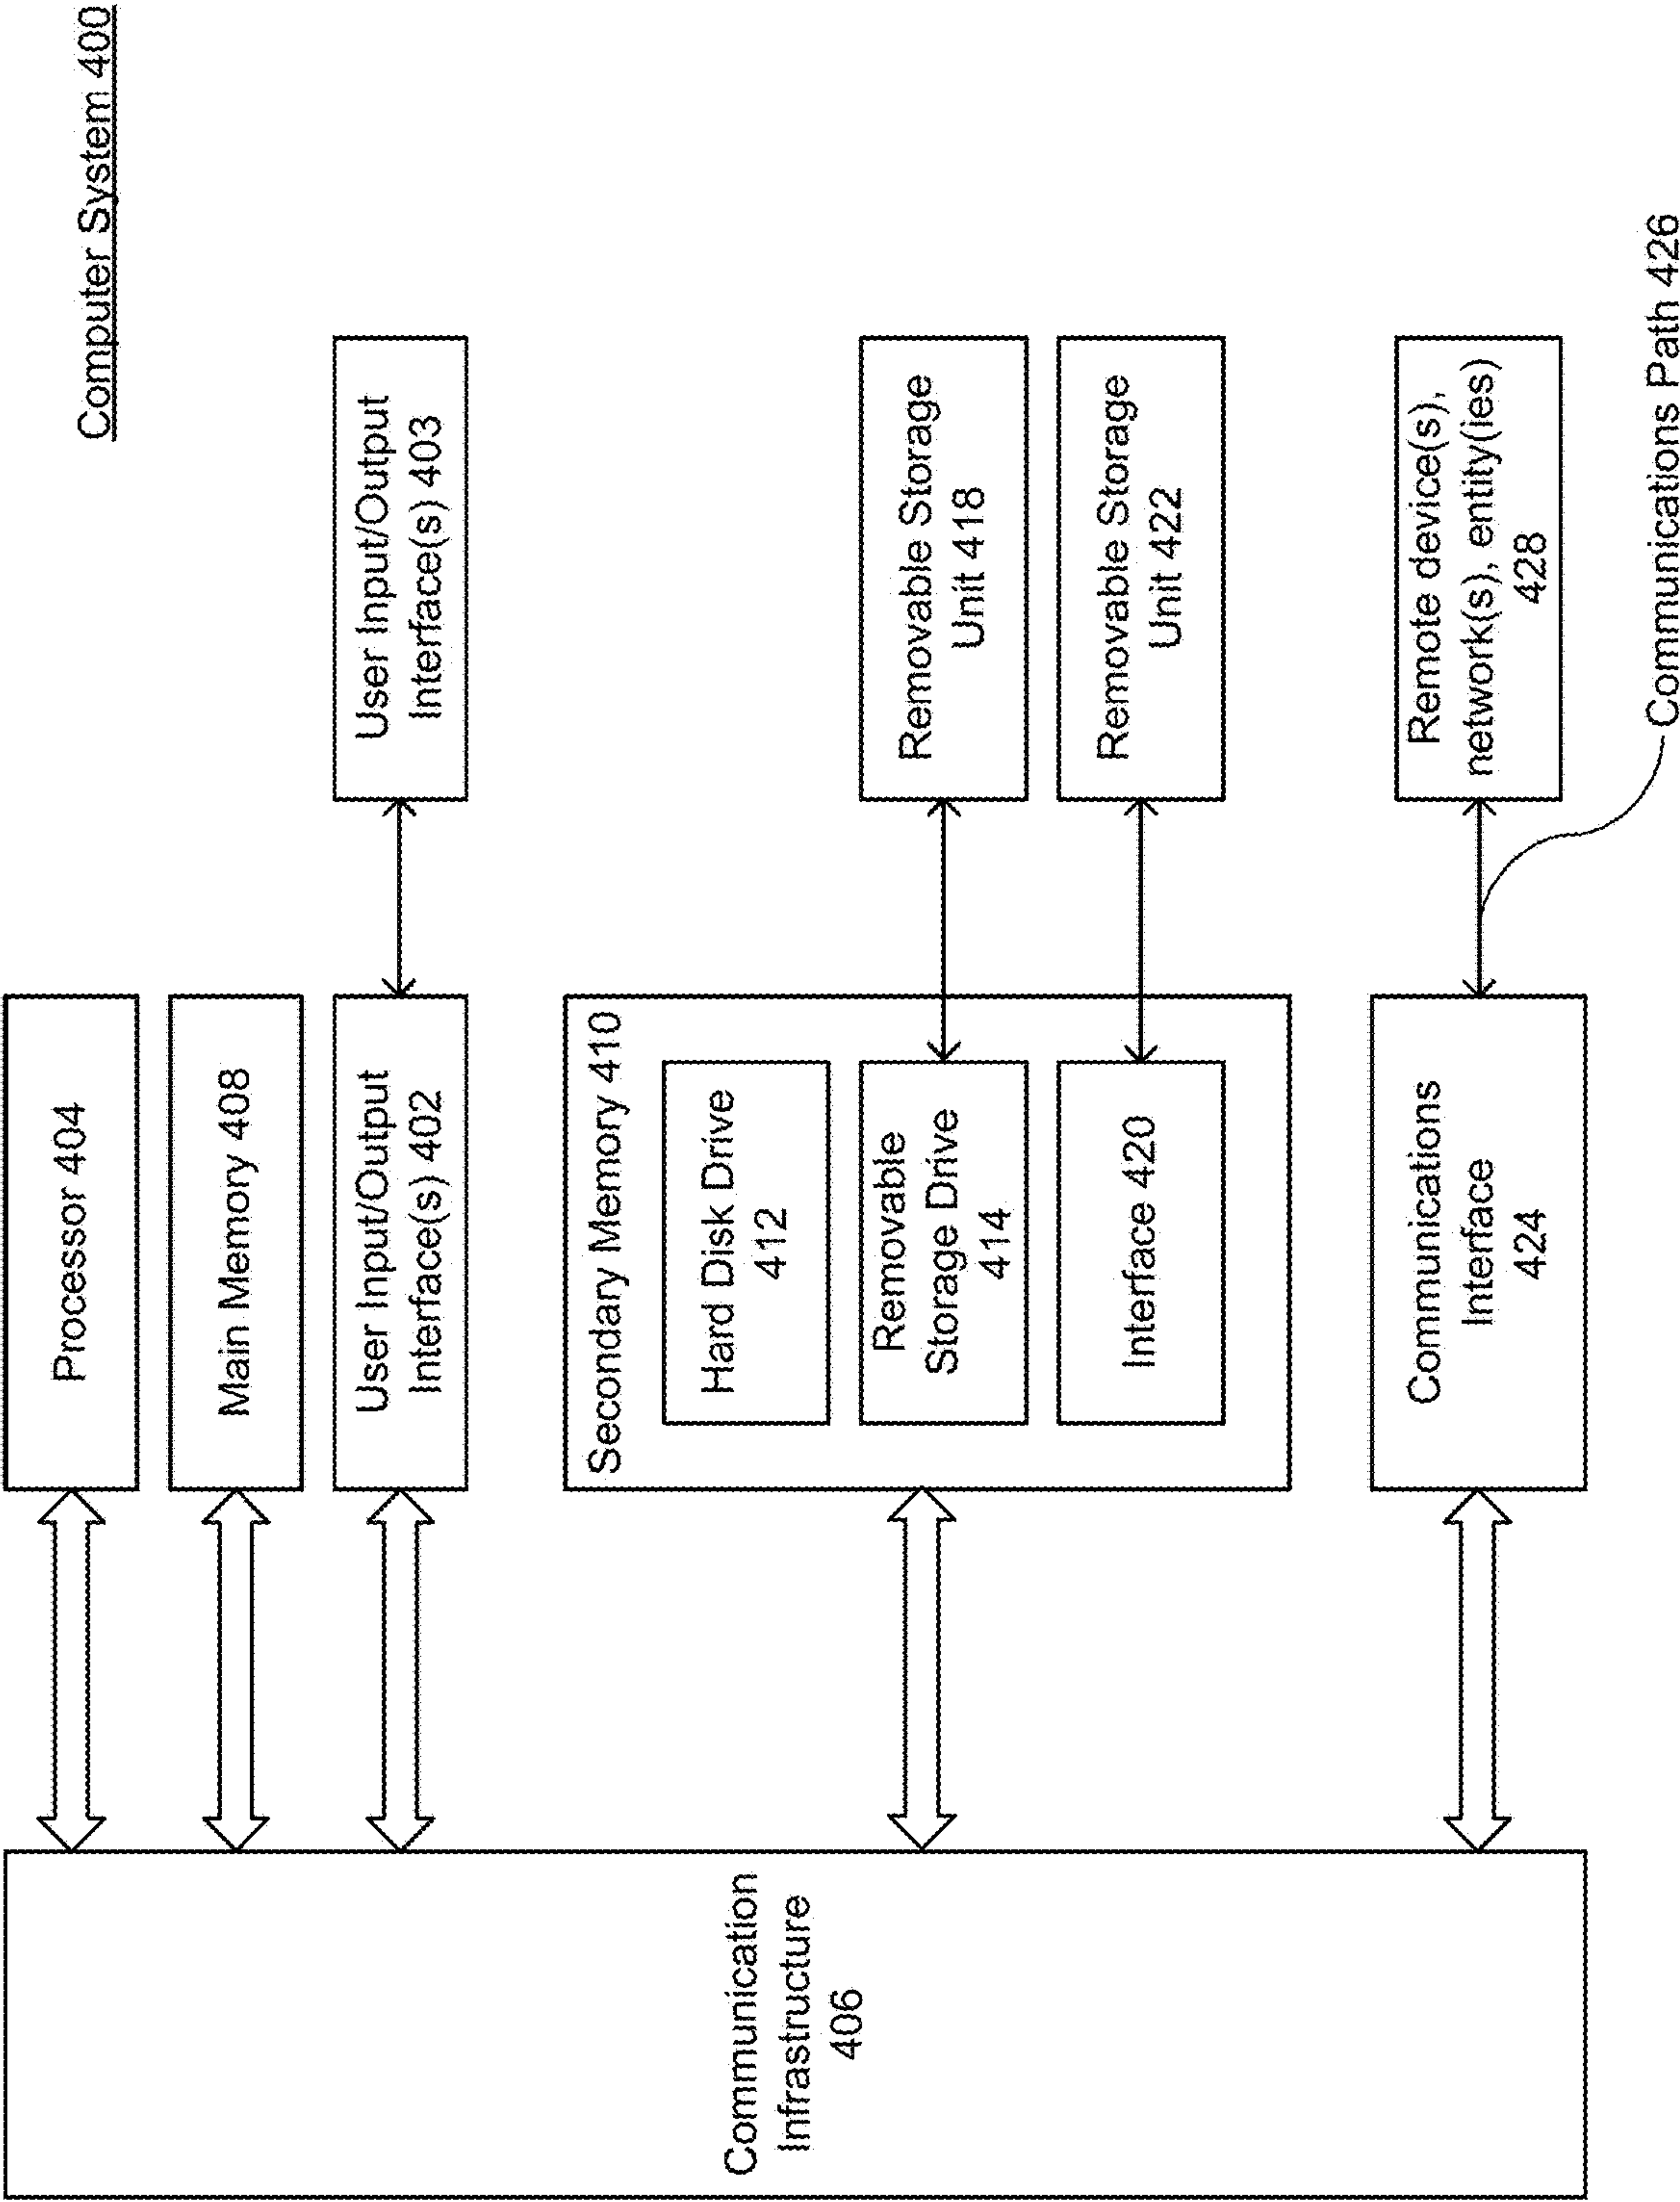 Computer System 400
Processor 404
Main Memory 408
User Input/Output
Interface(s) 402
User Input/Output
Interface(s) 403
Communication
Infrastructure
406
Secondary Memory 410
Hard Disk Drive
412
Removable
Storage Drive
414
Removable Storage
Unit 418
Interface 420
Removable Storage
Unit 422
Communications
Interface
424
Remote device(s),
network(s), entity(ies)
428
Communications Path 426